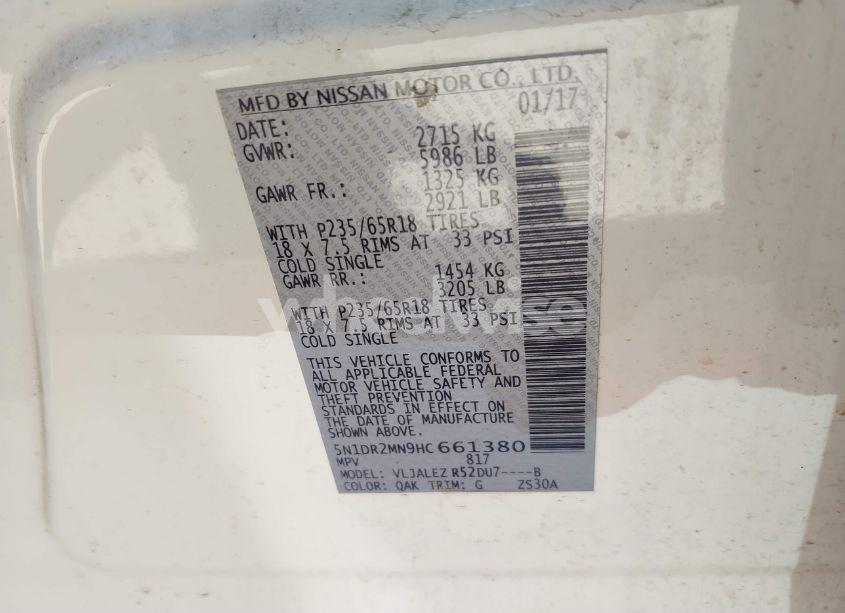 MFD BY NISSAN MOTOR CO., LTD.
DATE: 01/17
GVWR: 2715 KG
5986 LB
GAWR FR.: 1325 KG
2921 LB
WITH P235/65R18 TIRES
18 X 7.5 RIMS AT 33 PSI
COLD SINGLE
GAWR RR.: 1454 KG
3205 LB
WITH P235/65R18 TIRES
18 X 7.5 RIMS AT 33 PSI
COLD SINGLE
THIS VEHICLE CONFORMS TO
ALL APPLICABLE FEDERAL
MOTOR VEHICLE SAFETY AND
THEFT PREVENTION
STANDARDS IN EFFECT ON
THE DATE OF MANUFACTURE
SHOWN ABOVE.
5N1DR2MN9HC661380
MPV 817
MODEL: VLJALEZ R52DU7----B
COLOR: QAK TRIM: G ZS30A